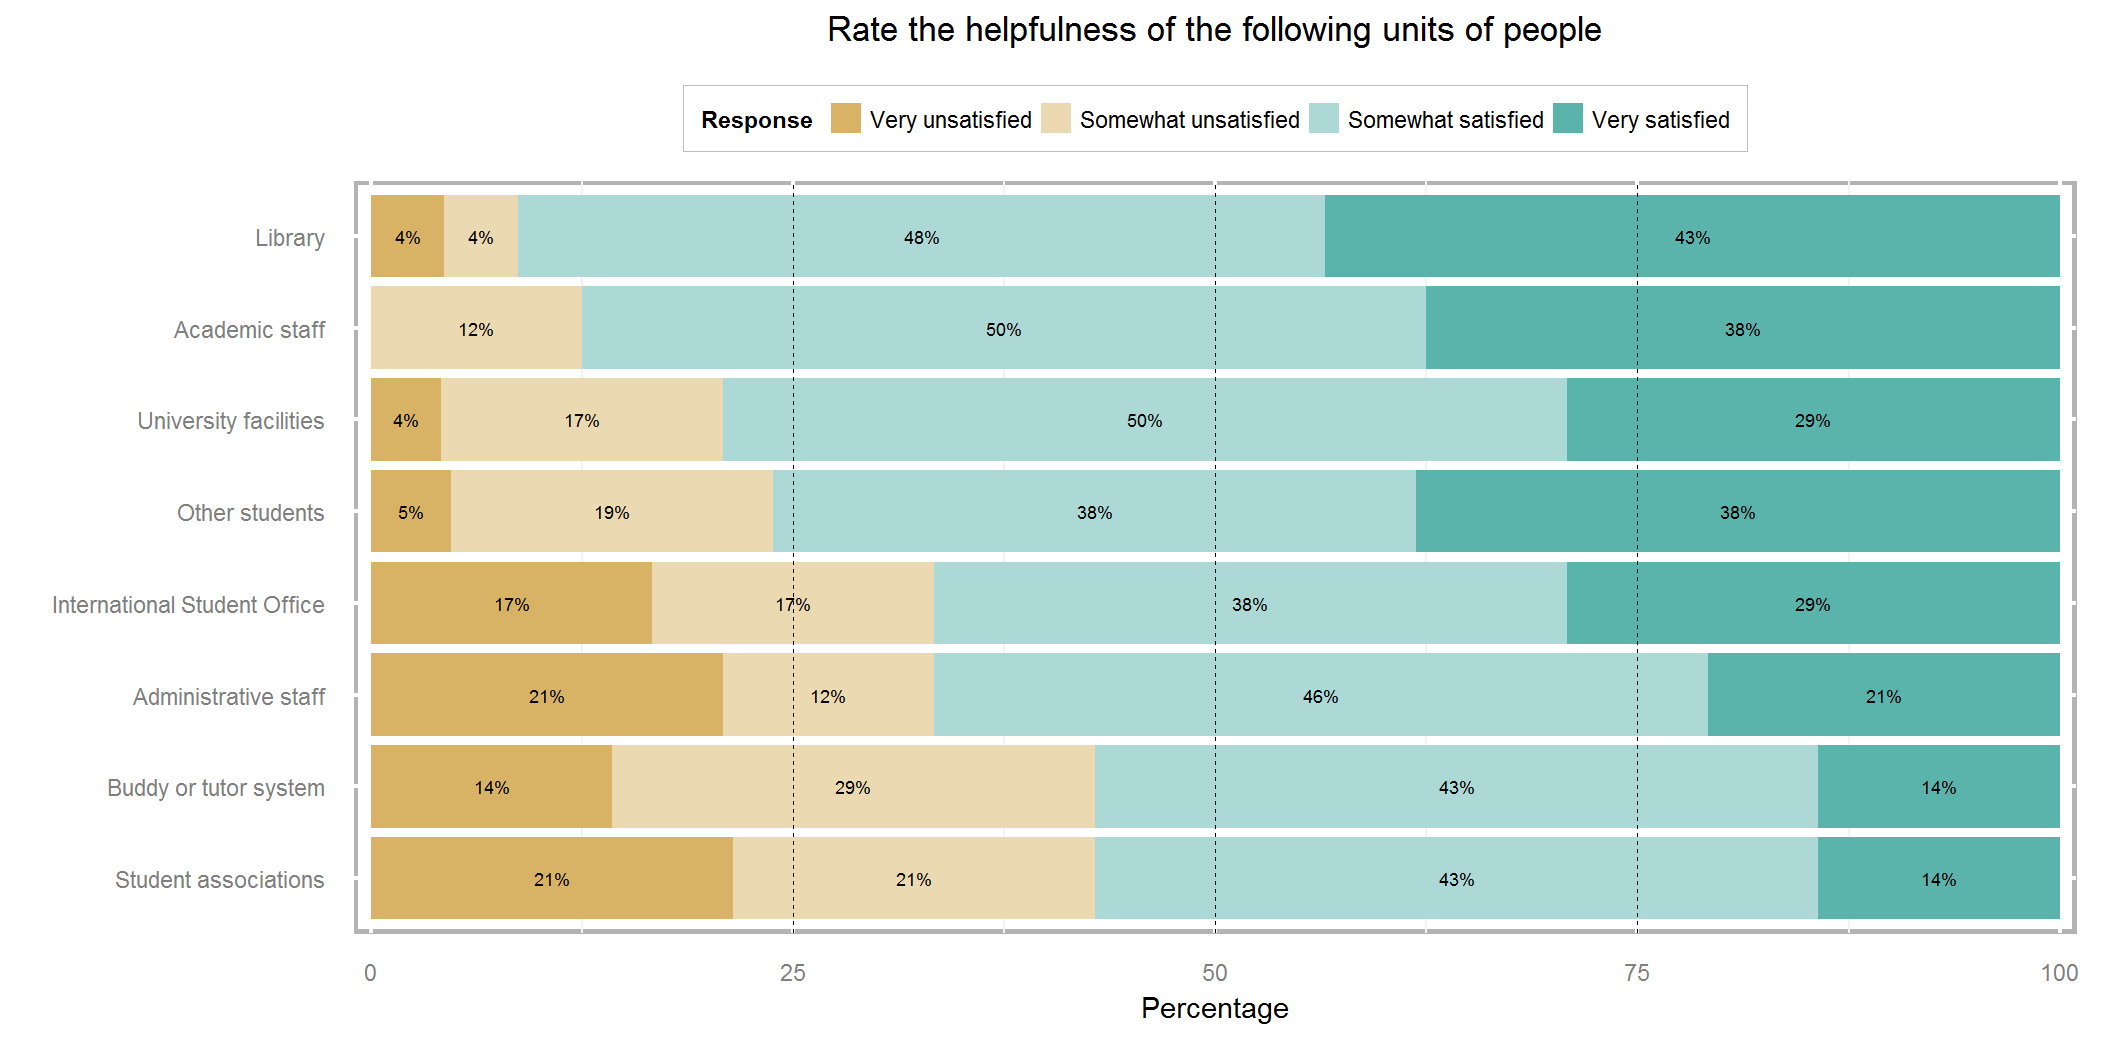 Rate the helpfulness of the following units of people
Response Very unsatisfied Somewhat unsatisfied Somewhat satisfied Very satisfied
Library 4% 4% 48% 43%
Academic staff 12% 50% 38%
University facilities 4% 17% 50% 29%
Other students 5% 19% 38% 38%
International Student Office 17% 17% 38% 29%
Administrative staff 21% 12% 46% 21%
Buddy or tutor system 14% 29% 43% 14%
Student associations 21% 21% 43% 14%
0 25 50 75 100
Percentage